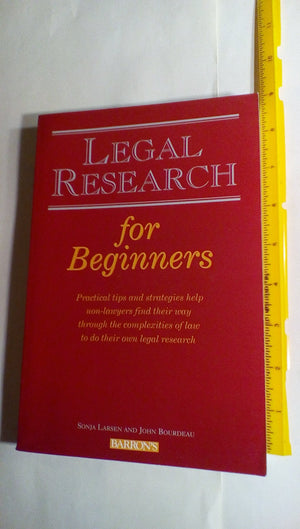 LEGAL
RESEARCH
for
Beginners
Practical tips and strategies help
non-lawyers find their way
through the complexities of law
to do their own legal research
SONJA LARSEN AND JOHN BOURDEAU
BARRON'S